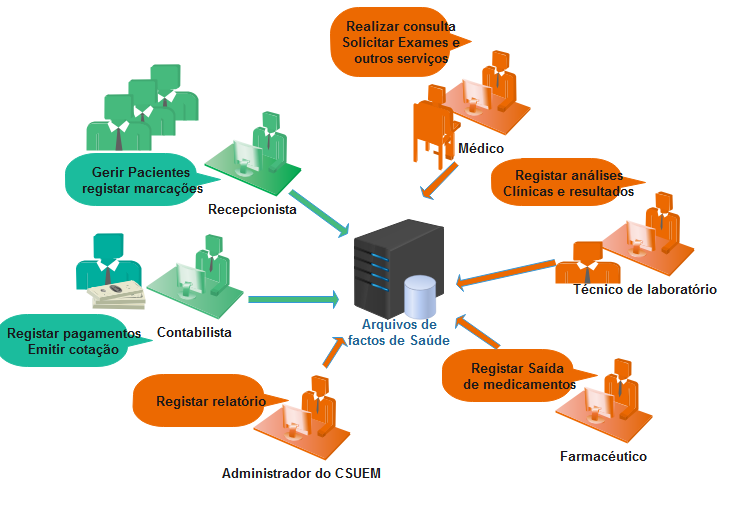 Realizar consulta
Solicitar Exames e
outros serviços
Médico
Gerir Pacientes
registar marcações
Recepcionista
Registar análises
Clínicas e resultados
Técnico de laboratório
Registar pagamentos
Emitir cotação
Contabilista
Arquivos de
factos de Saúde
Registar Saída
de medicamentos
Farmacéutico
Registar relatório
Administrador do CSUEM